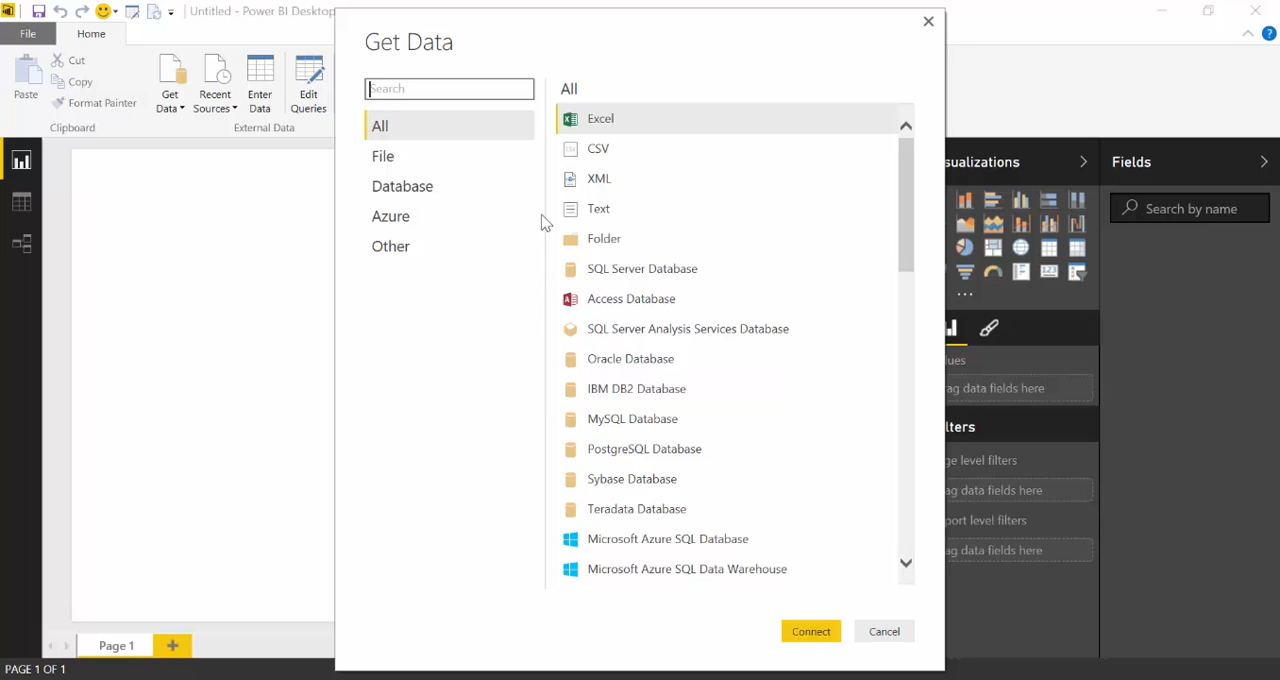 Untitled - Power BI Desktop
File
Home
Paste
Cut
Copy
Format Painter
Clipboard
Get Data
Recent Sources
Enter Data
Edit Queries
External Data
Get Data
Search
All
File
Database
Azure
Other
All
Excel
CSV
XML
Text
Folder
SQL Server Database
Access Database
SQL Server Analysis Services Database
Oracle Database
IBM DB2 Database
MySQL Database
PostgreSQL Database
Sybase Database
Teradata Database
Microsoft Azure SQL Database
Microsoft Azure SQL Data Warehouse
Connect
Cancel
sualizations
Fields
Search by name
ues
ag data fields here
lters
ge level filters
ag data fields here
port level filters
ag data fields here
Page 1
PAGE 1 OF 1